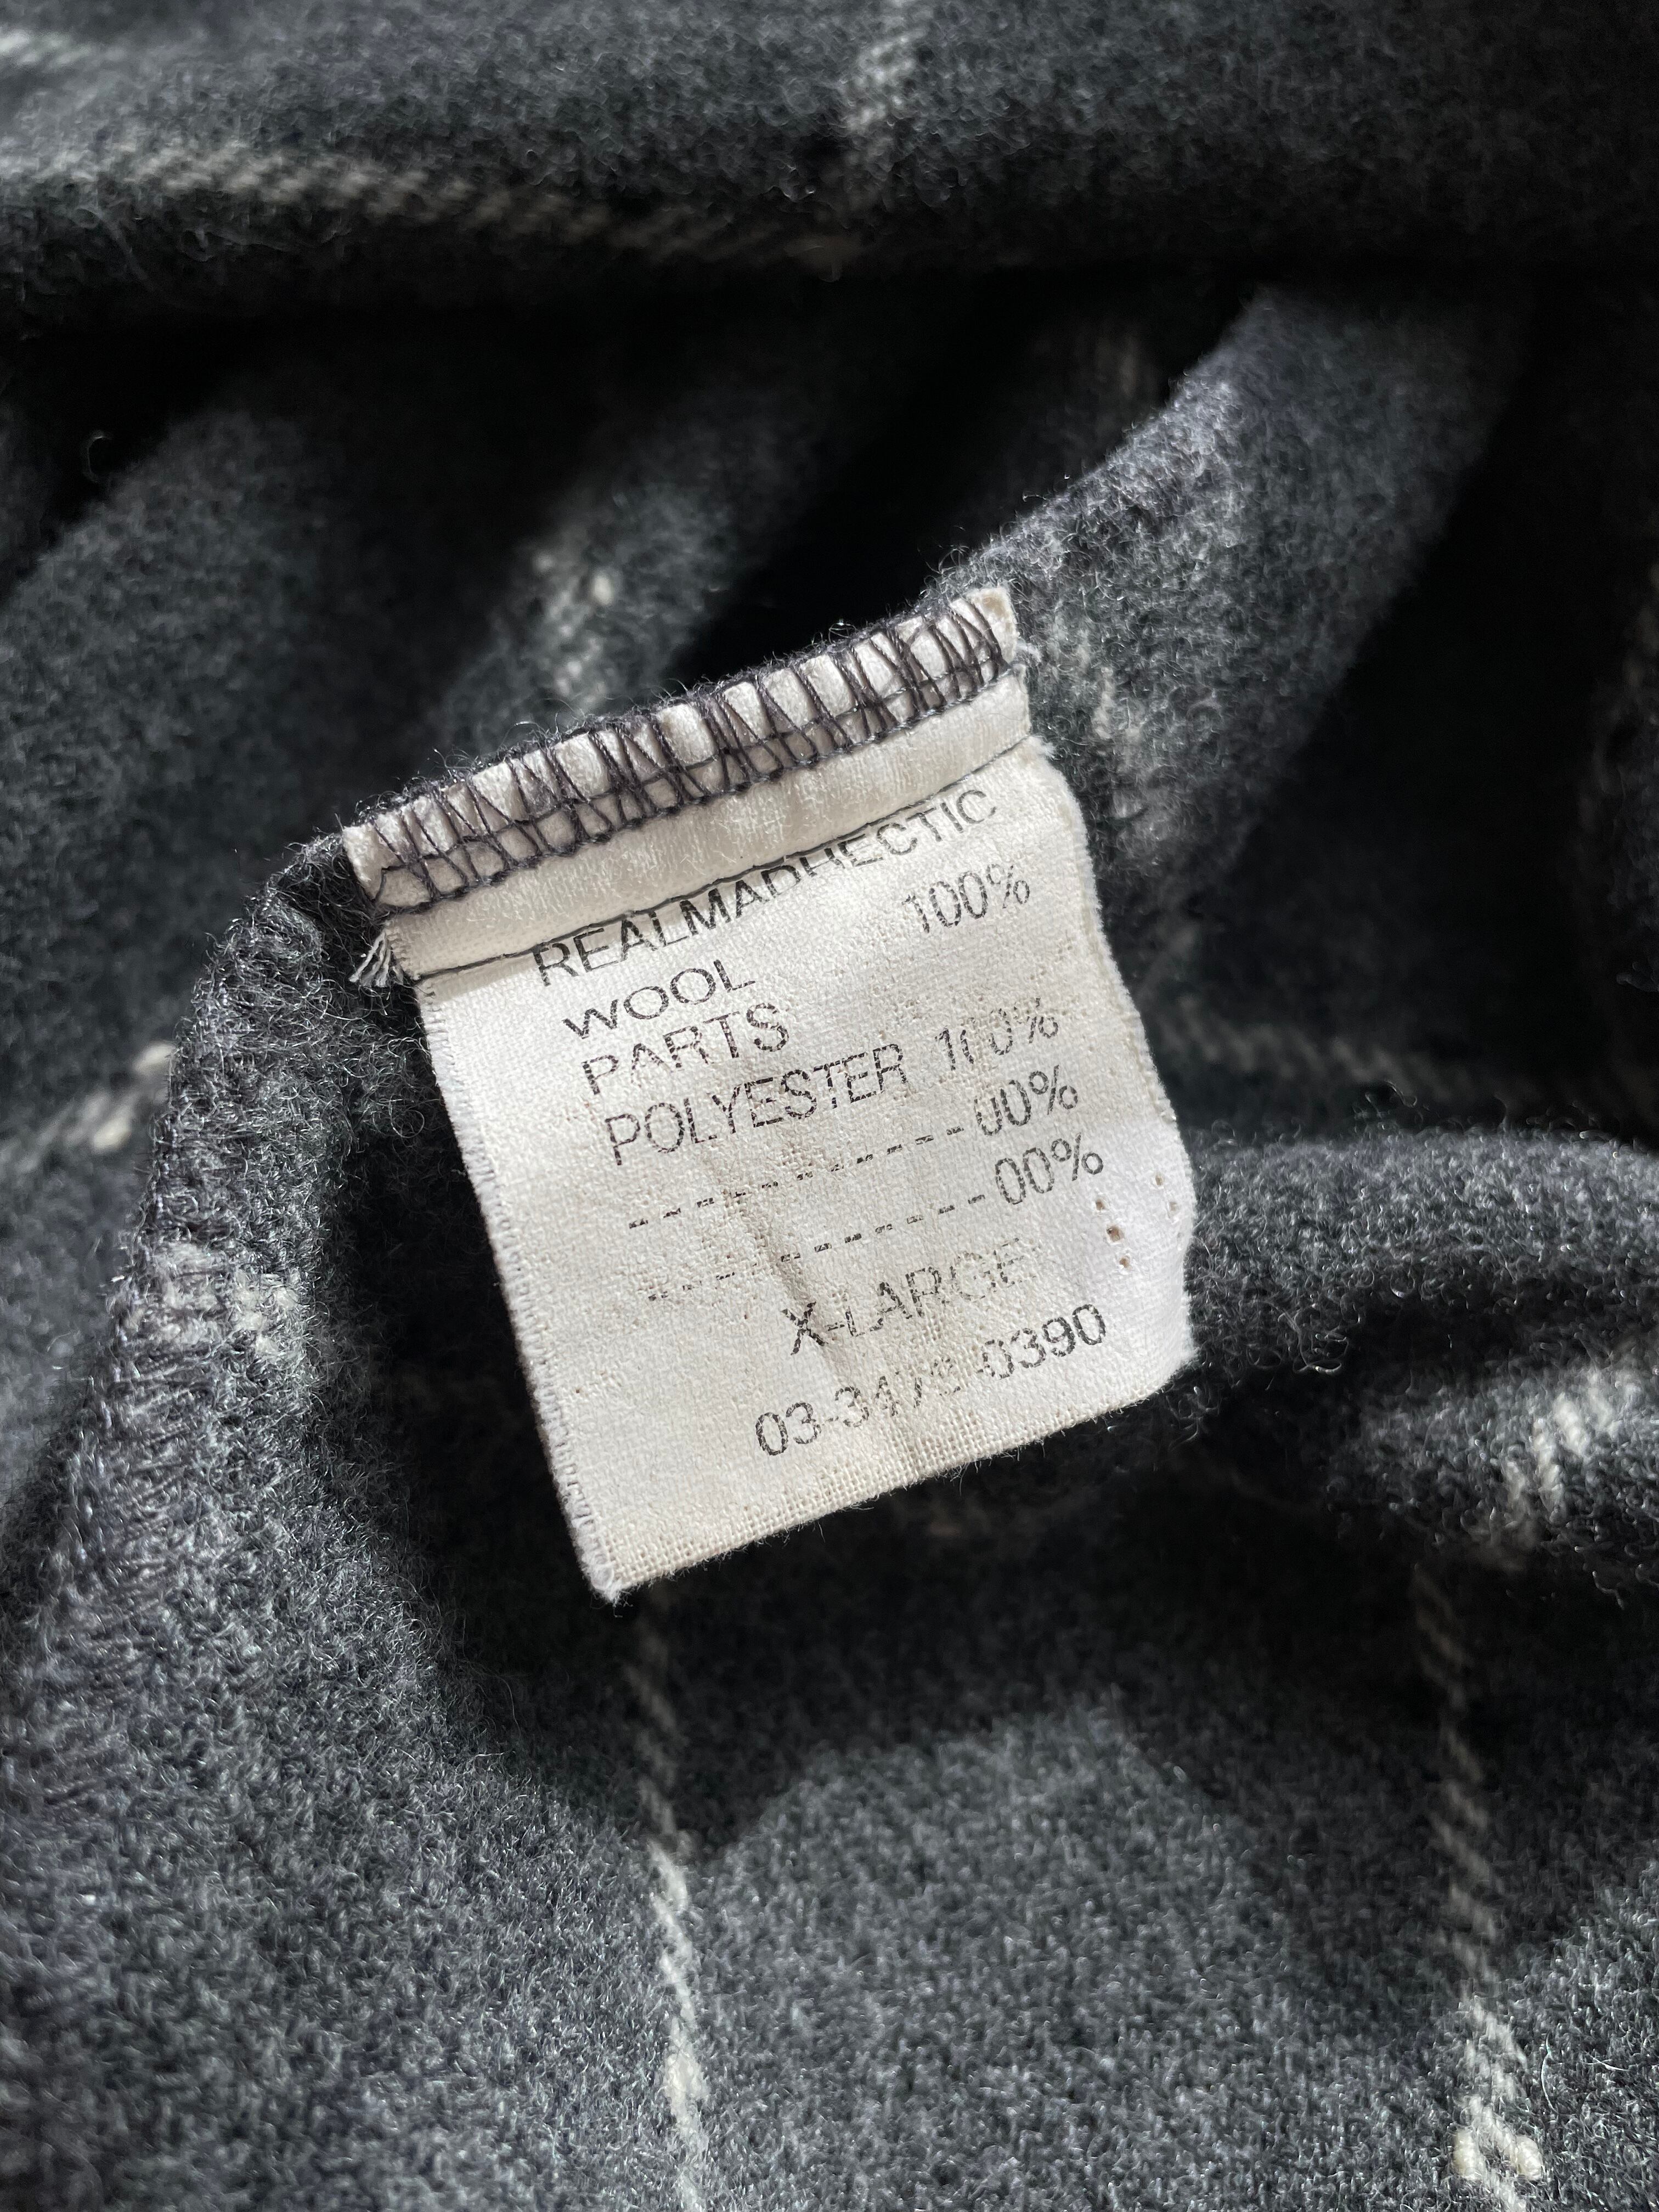 REALMADHECTIC
WOOL 100%
PARTS
POLYESTER 100%
-----------00%
-----------00%
X-LARGE